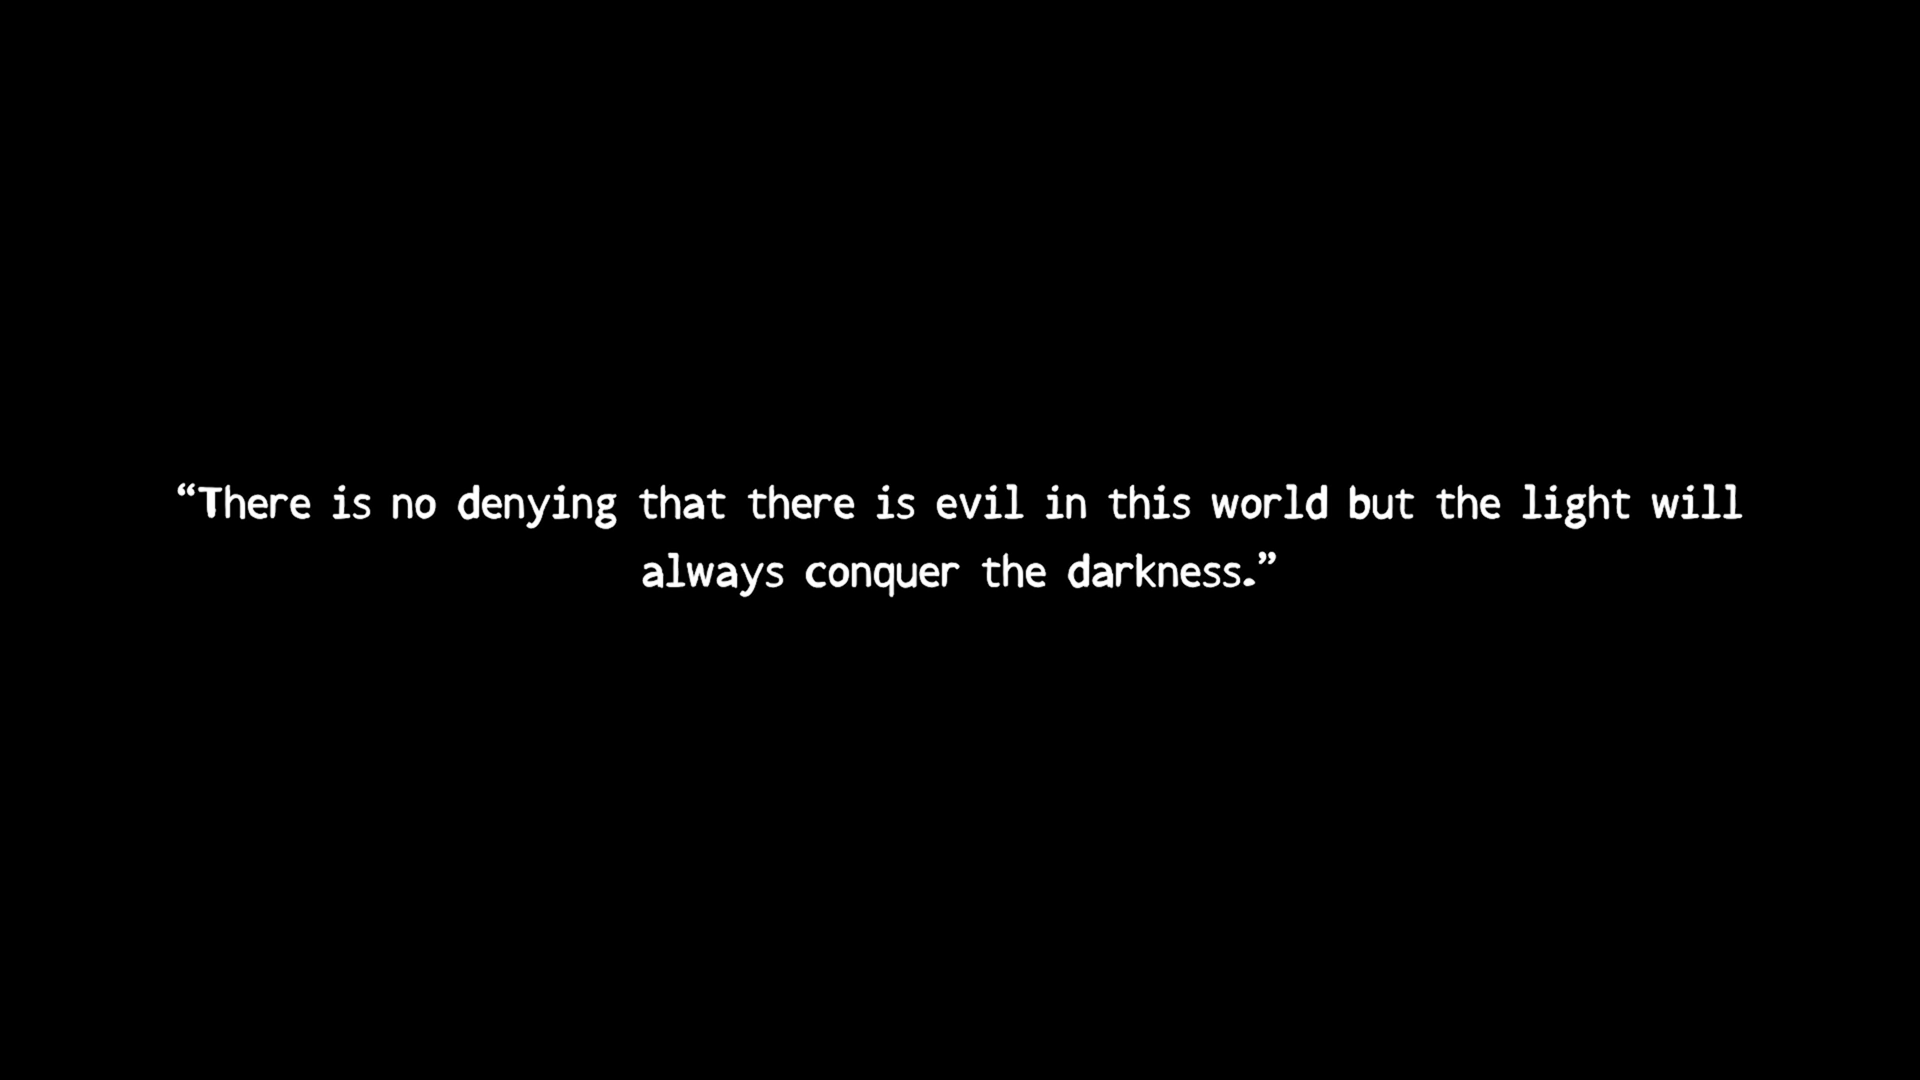 “There is no denying that there is evil in this world but the light will
always conquer the darkness.”